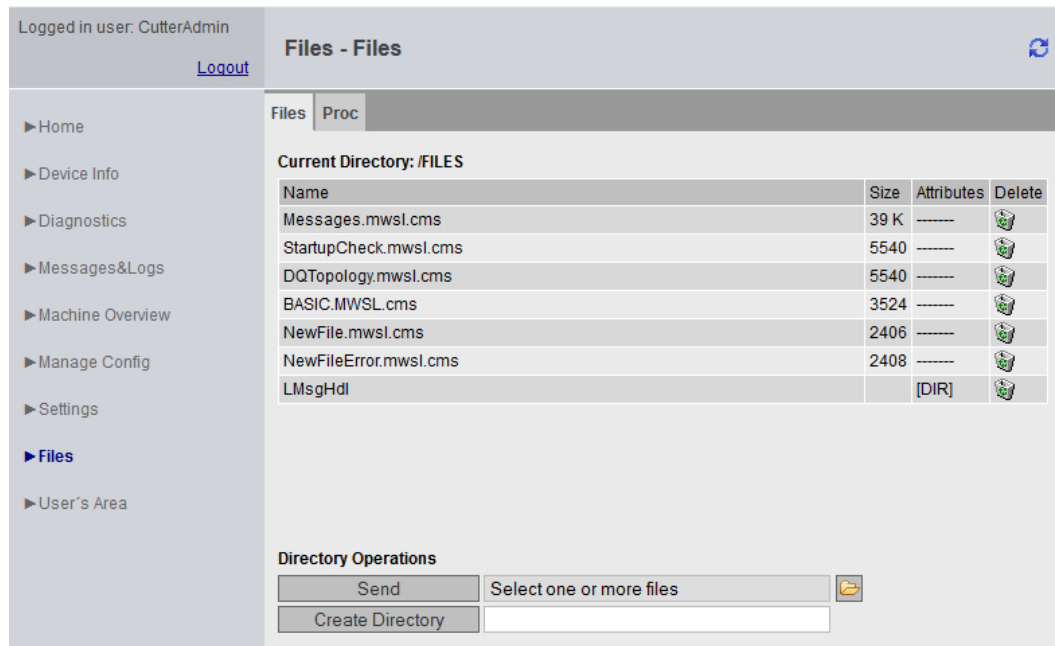 Logged in user: CutterAdmin
Logout
Files - Files
►Home
►Device Info
►Diagnostics
►Messages&Logs
►Machine Overview
►Manage Config
►Settings
►Files
►User´s Area
Files Proc
Current Directory: /FILES
Name Size Attributes Delete
Messages.mwsl.cms 39 K -------
StartupCheck.mwsl.cms 5540 -------
DQTopology.mwsl.cms 5540 -------
BASIC.MWSL.cms 3524 -------
NewFile.mwsl.cms 2406 -------
NewFileError.mwsl.cms 2408 -------
LMsgHdl [DIR]
Directory Operations
Send Select one or more files
Create Directory